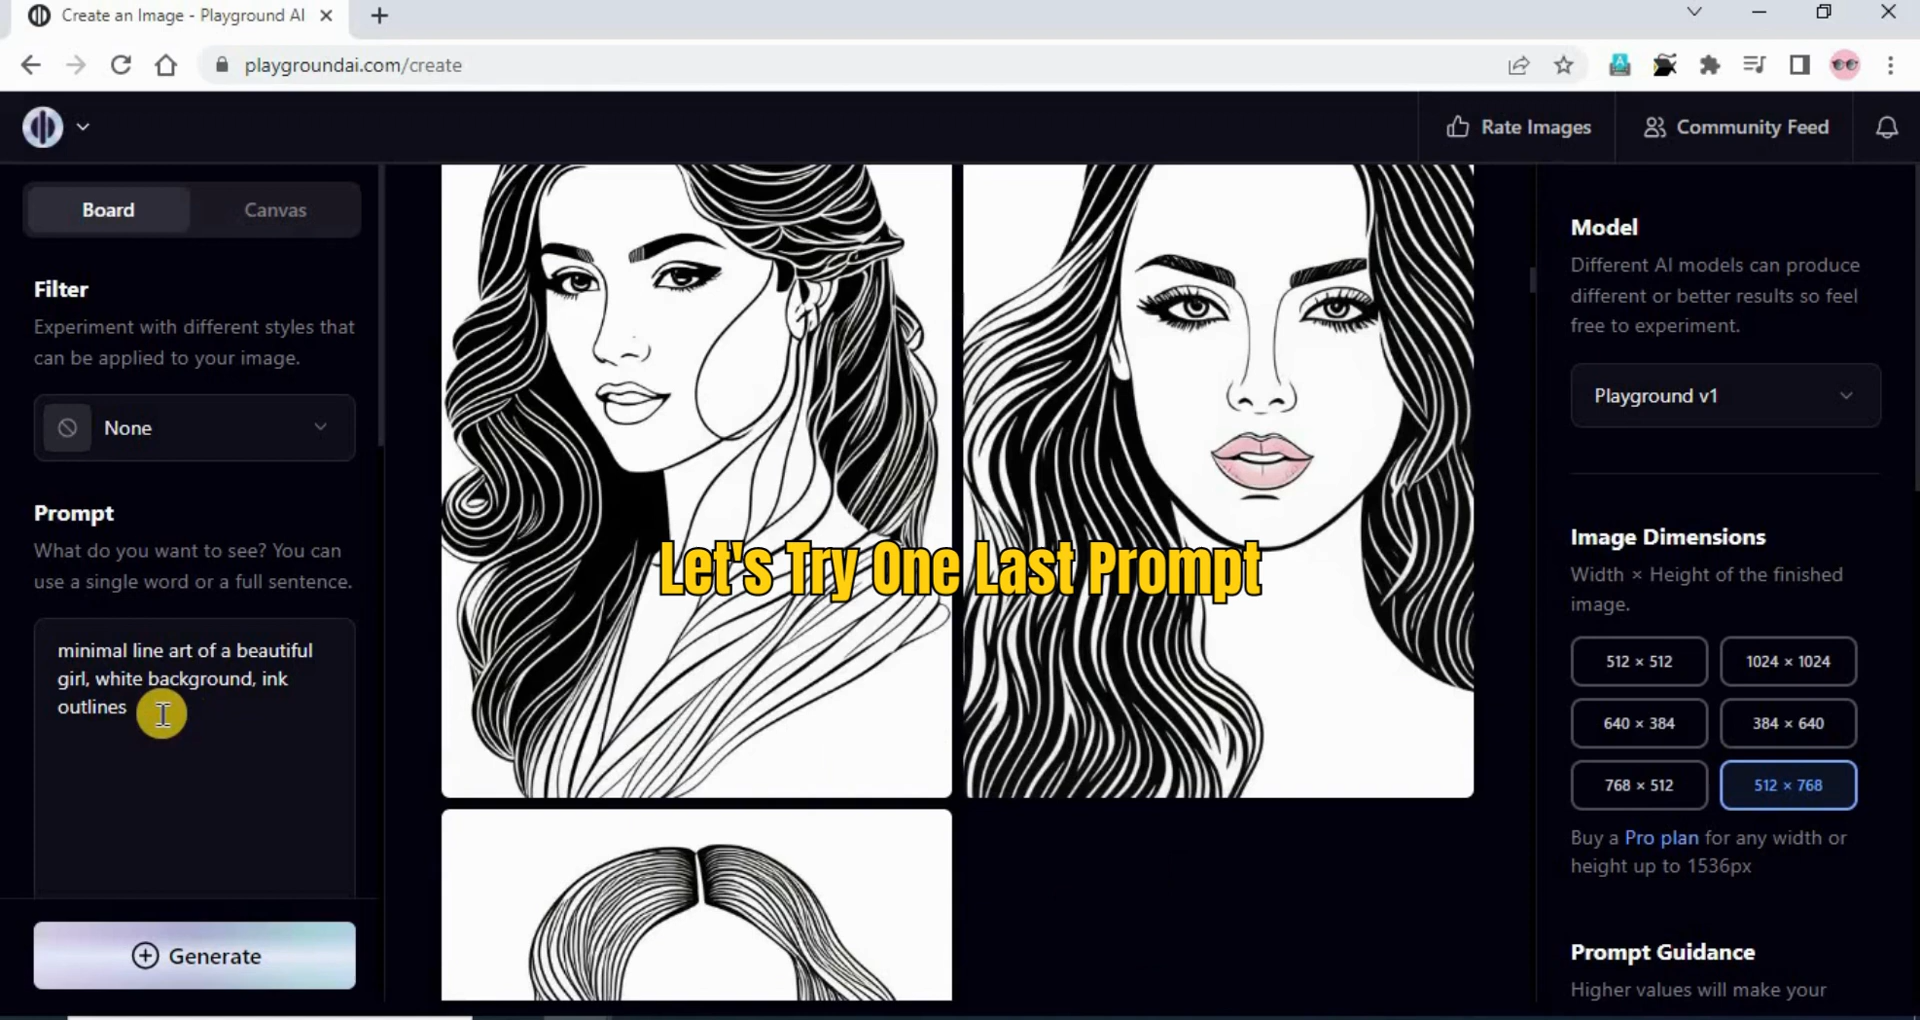 Create an Image - Playground AI
playgroundai.com/create
Rate Images
Community Feed
Board
Canvas
Filter
Experiment with different styles that
can be applied to your image.
None
Prompt
What do you want to see? You can
use a single word or a full sentence.
minimal line art of a beautiful
girl, white background, ink
outlines
Generate
Let's Try One Last Prompt
Model
Different AI models can produce
different or better results so feel
free to experiment.
Playground v1
Image Dimensions
Width × Height of the finished
image.
512 × 512
1024 × 1024
640 × 384
384 × 640
768 × 512
512 × 768
Buy a Pro plan for any width or
height up to 1536px
Prompt Guidance
Higher values will make your